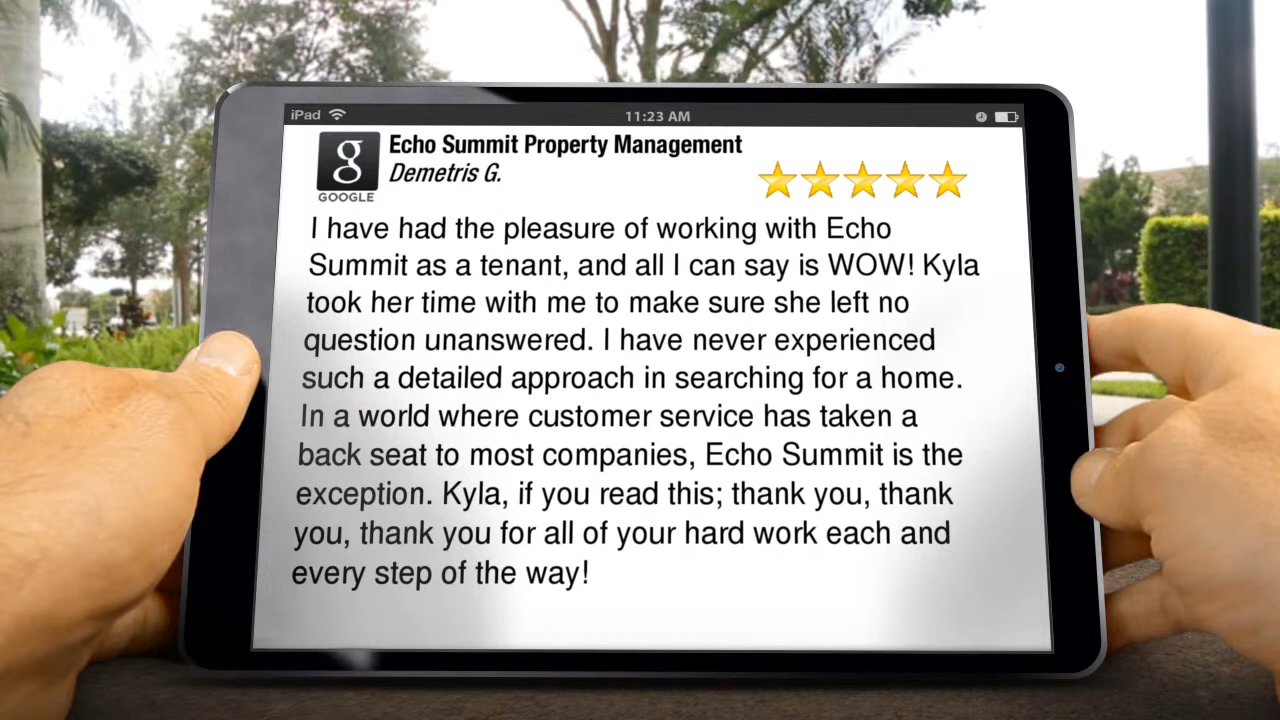 iPad 11:23 AM
g
GOOGLE
Echo Summit Property Management
Demetris G.
I have had the pleasure of working with Echo
Summit as a tenant, and all I can say is WOW! Kyla
took her time with me to make sure she left no
question unanswered. I have never experienced
such a detailed approach in searching for a home.
In a world where customer service has taken a
back seat to most companies, Echo Summit is the
exception. Kyla, if you read this; thank you, thank
you, thank you for all of your hard work each and
every step of the way!